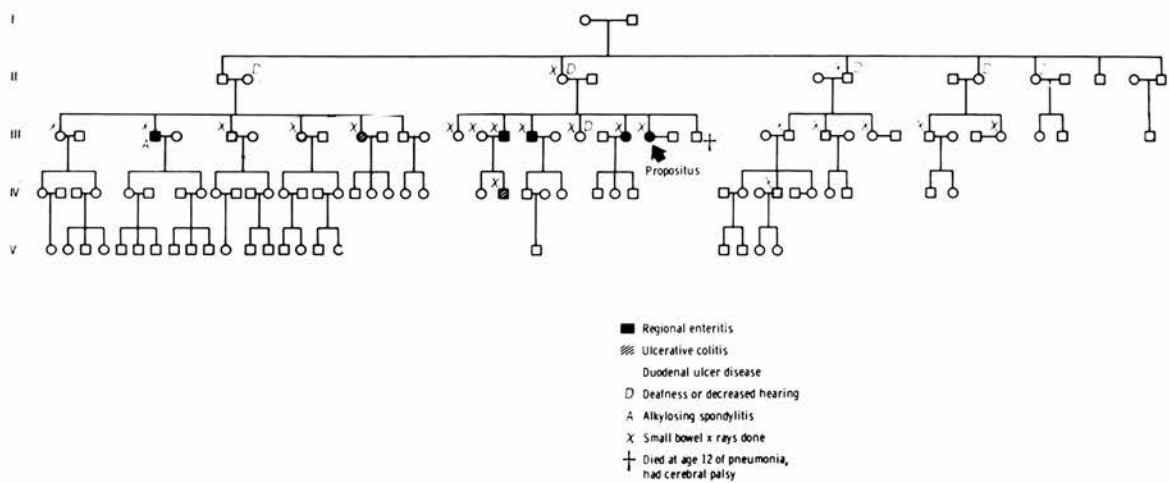 I
II
D
X
D
D
D
III
X
X
X
X
D
X
X
A
Propositus
IV
X
V
Regional enteritis
Ulcerative colitis
Duodenal ulcer disease
D Deafness or decreased hearing
A Alkylosing spondylitis
X Small bowel x rays done
Died at age 12 of pneumonia,
had cerebral palsy